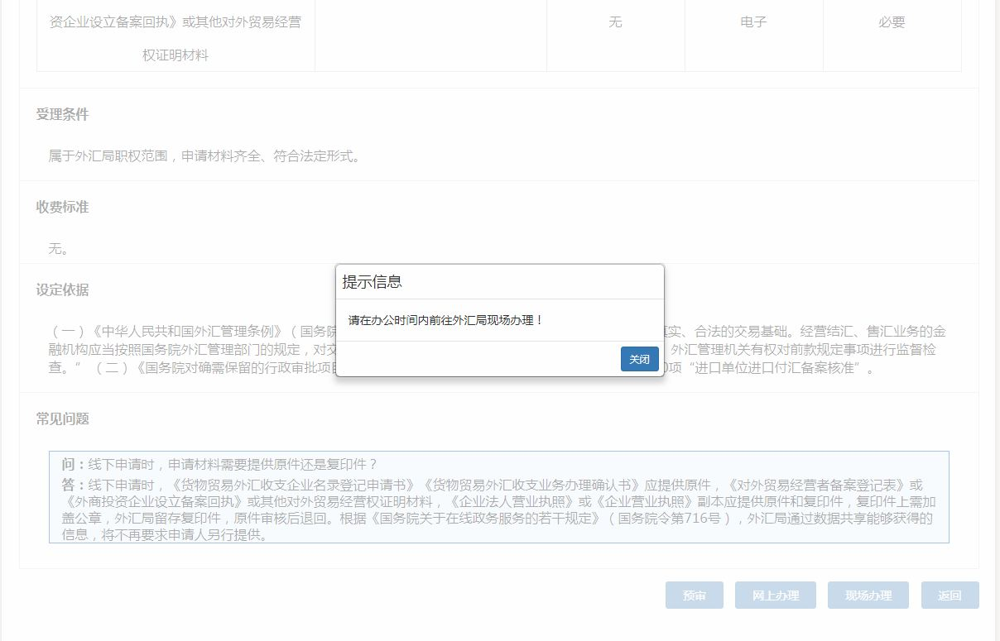 资企业设立备案回执》或其他对外贸易经营 无 电子 必要
权证明材料
受理条件
属于外汇局职权范围，申请材料齐全、符合法定形式。
收费标准
无。
设定依据
（一）《中华人民共和国外汇管理条例》（国务院 实、合法的交易基础。经营结汇、售汇业务的金
融机构应当按照国务院外汇管理部门的规定，对交 ，外汇管理机关有权对前款规定事项进行监督检
查。”（二）《国务院对确需保留的行政审批项目 项“进口单位进口付汇备案核准”。
提示信息
请在办公时间内前往外汇局现场办理！
关闭
常见问题
问：线下申请时，申请材料需要提供原件还是复印件？
答：线下申请时，《货物贸易外汇收支企业名录登记申请书》《货物贸易外汇收支业务办理确认书》应提供原件，《对外贸易经营者备案登记表》或
《外商投资企业设立备案回执》或其他对外贸易经营权证明材料，《企业法人营业执照》或《企业营业执照》副本应提供原件和复印件，复印件上需加
盖公章，外汇局留存复印件，原件审核后退回。根据《国务院关于在线政务服务的若干规定》（国务院令第716号），外汇局通过数据共享能够获得的
信息，将不再要求申请人另行提供。
预审 网上办理 现场办理 返回